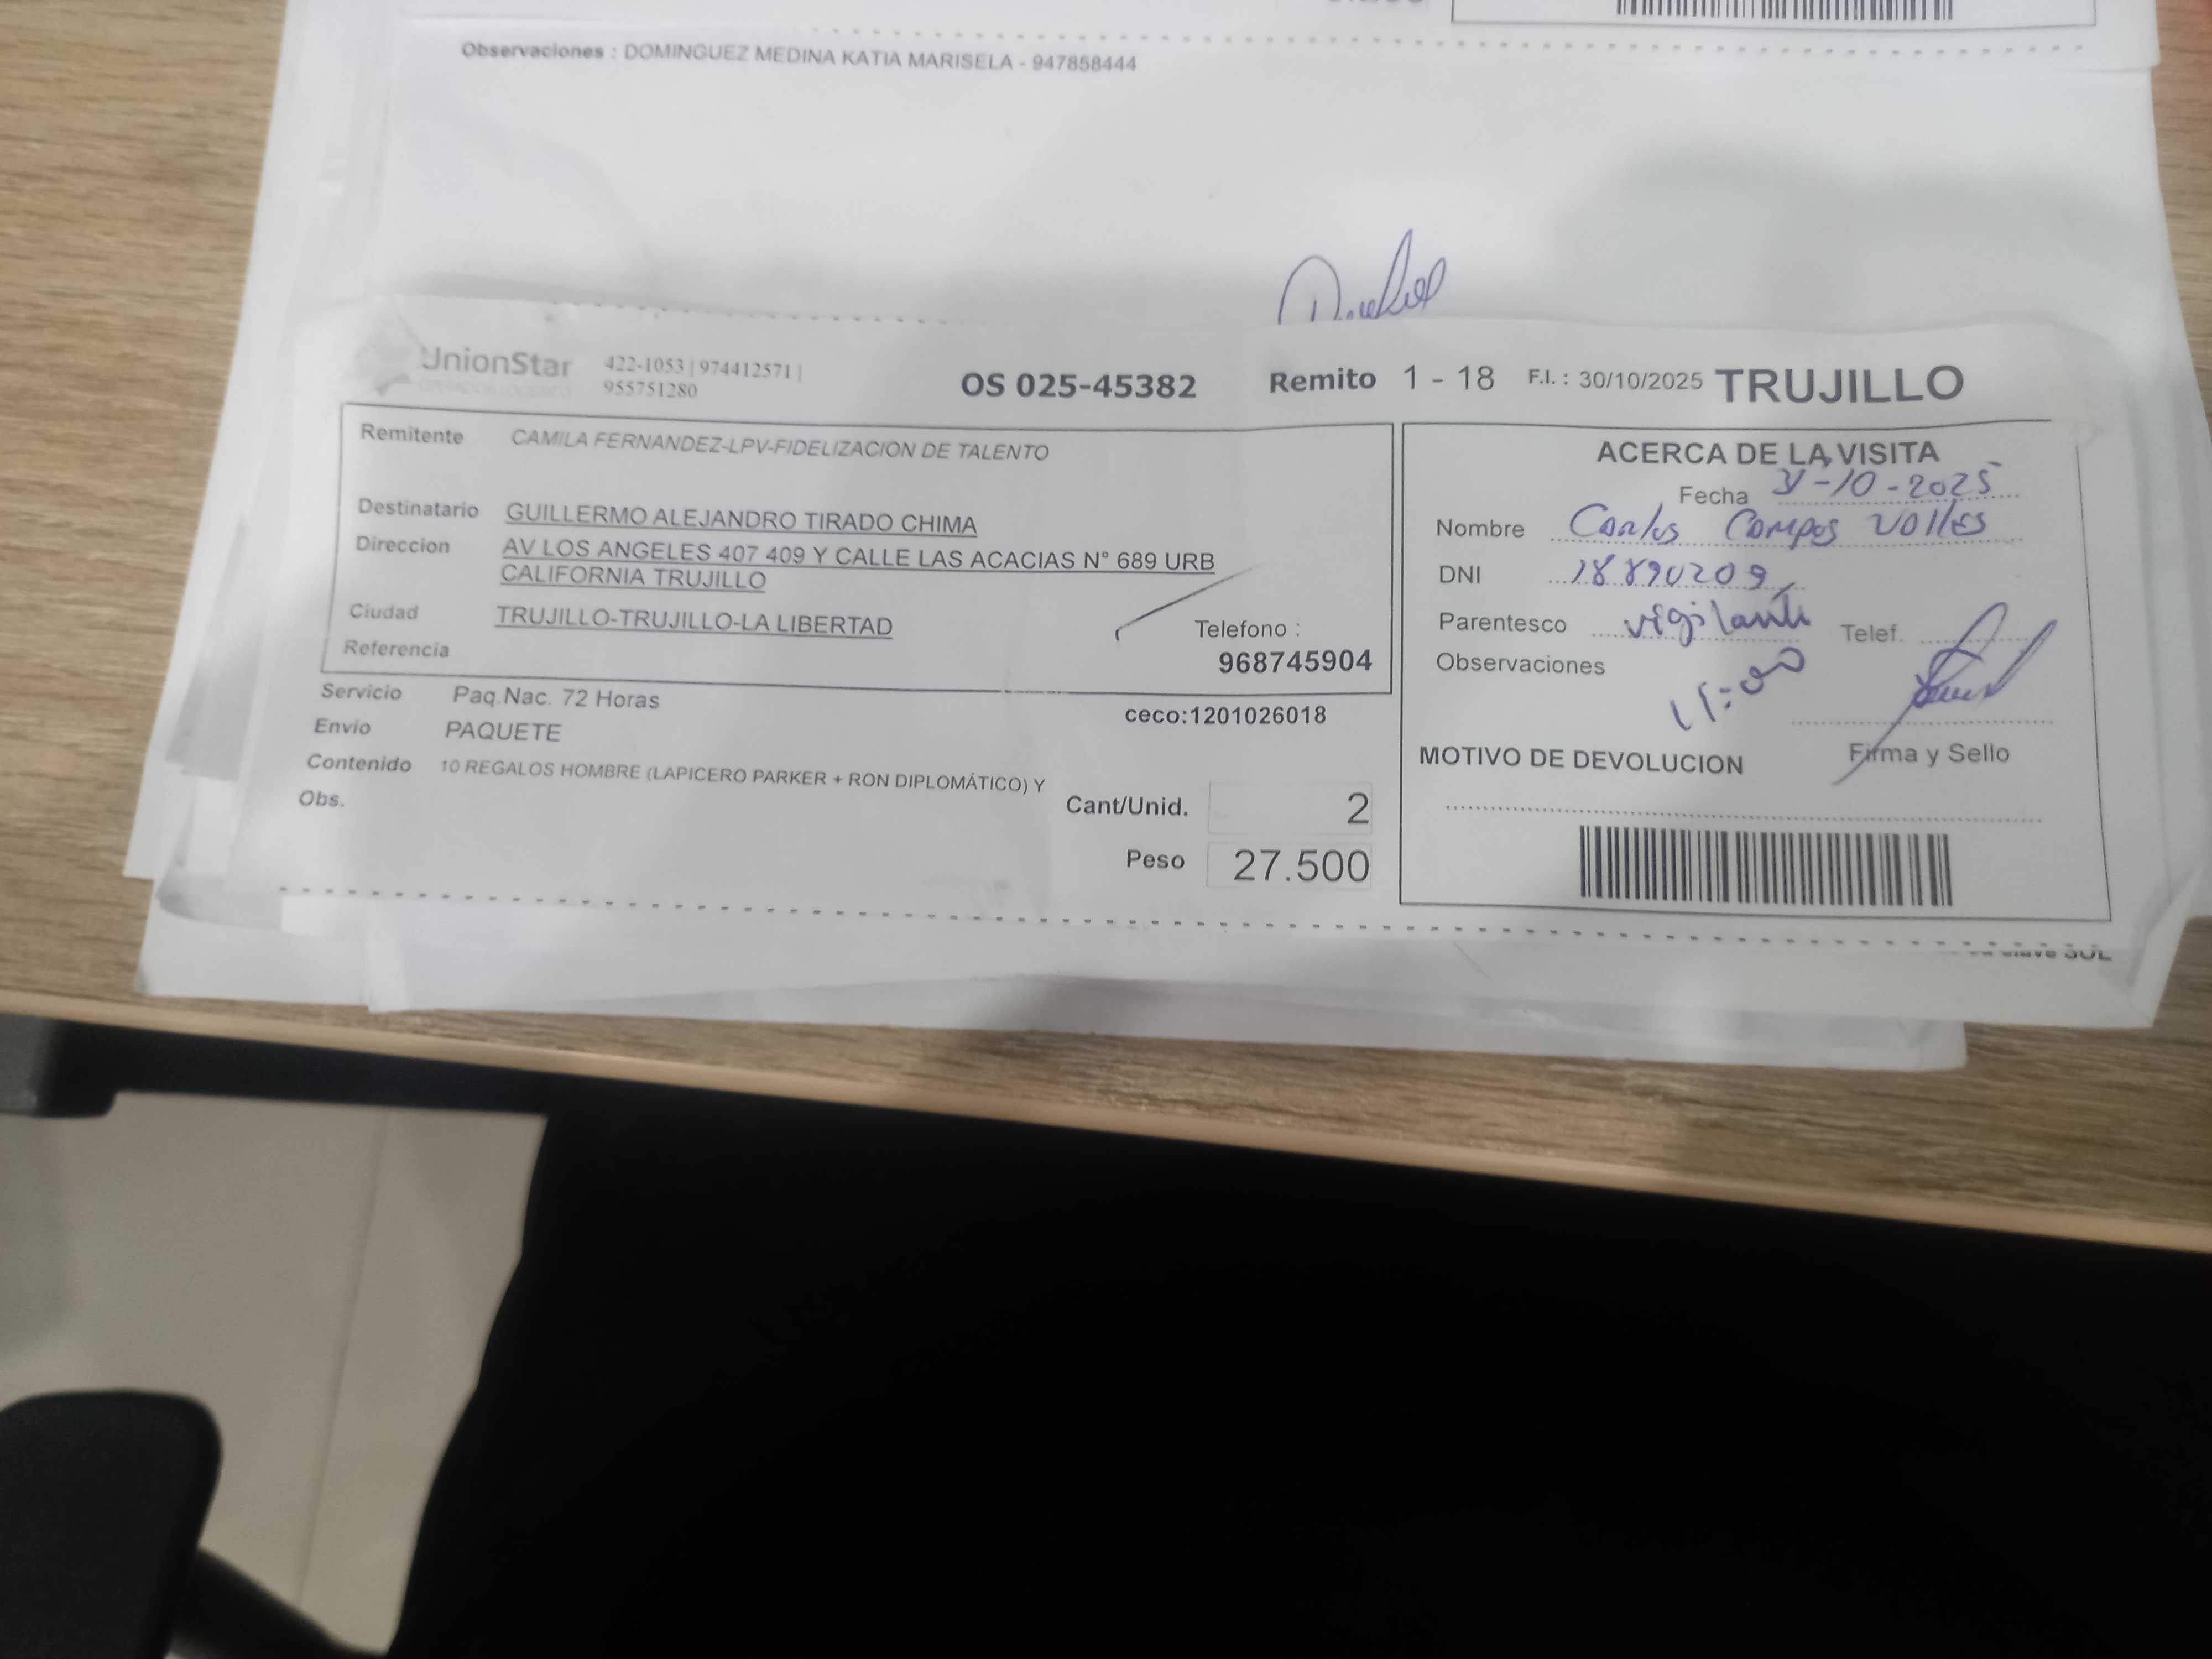 Observaciones : DOMINGUEZ MEDINA KATIA MARISELA - 947858444
UnionStar 422-1053 | 974412571 |
OPERADOR LOGISTICO 955751280
OS 025-45382 Remito 1 - 18 F.I. : 30/10/2025 TRUJILLO
Remitente CAMILA FERNANDEZ-LPV-FIDELIZACION DE TALENTO
Destinatario GUILLERMO ALEJANDRO TIRADO CHIMA
Direccion AV LOS ANGELES 407 409 Y CALLE LAS ACACIAS N° 689 URB
CALIFORNIA TRUJILLO
Ciudad TRUJILLO-TRUJILLO-LA LIBERTAD
Telefono :
Referencia 968745904
Servicio Paq.Nac. 72 Horas
ceco:1201026018
Envio PAQUETE
Contenido 10 REGALOS HOMBRE (LAPICERO PARKER + RON DIPLOMÁTICO) Y
Obs.
Cant/Unid. 2
Peso 27.500
ACERCA DE LA VISITA
Fecha 31-10-2025
Nombre Carlos Campos Valles
DNI 18890209
Parentesco vigilante Telef.
Observaciones
11:00
Firma y Sello
MOTIVO DE DEVOLUCION
clave SOL